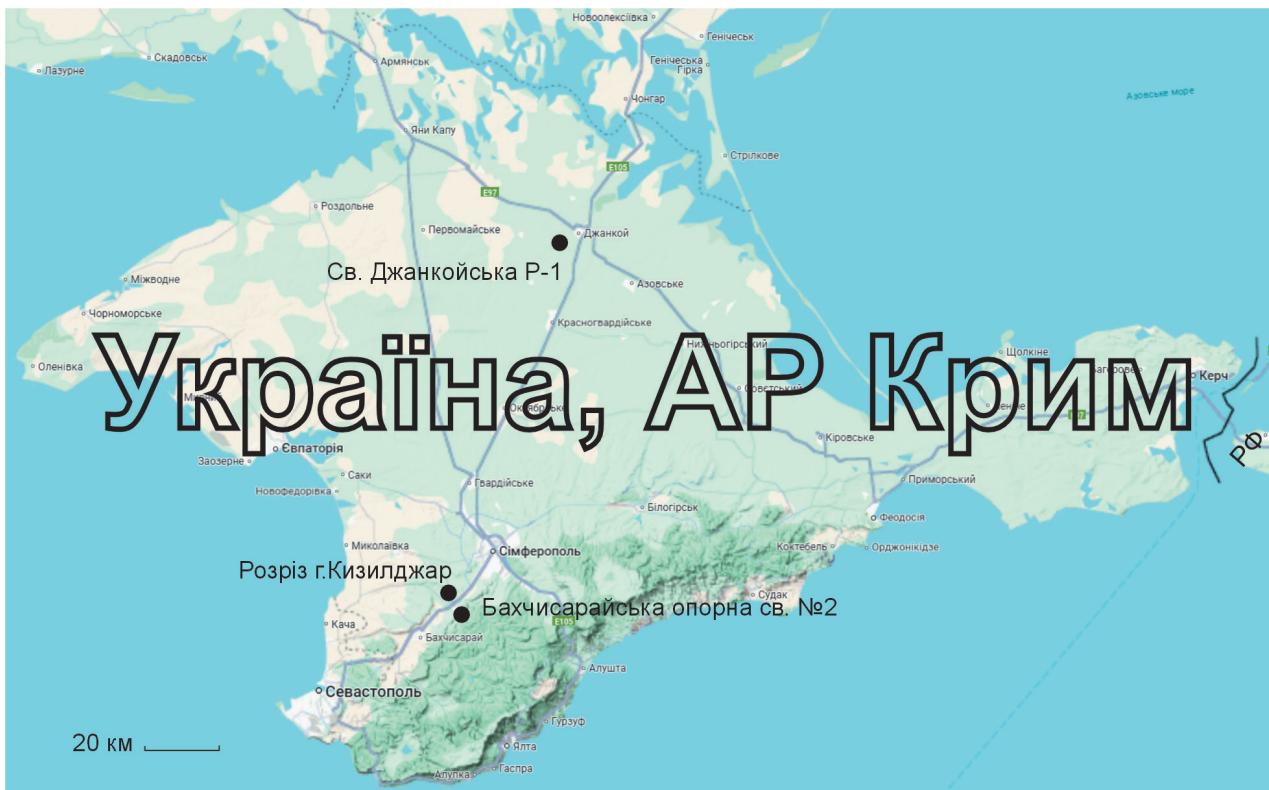 Новоолексіївка
Генічеськ
Скадовськ
Лазурне
Армянськ
Генічеська
Гірка
Чонгар
Азовське море
Яни Капу
Стрілкове
E105
E97
Роздольне
Первомайське
Джанкой
Св. Джанкойська Р-1
Міжводне
Азовське
Чорноморське
Красногвардійське
Нижньогірський
Щолкіне
Оленівка
Керч
Україна, АР Крим
Кіровське
РФ
Євпаторія
Заозерне
Саки
Гвардійське
Новофедорівка
Приморський
Білогірськ
Феодосія
Миколаївка
Сімферополь
Коктебель
Орджонікідзе
Розріз г.Кизилджар
Судак
Бахчисарайська опорна св. №2
Кача
E105
Бахчисарай
Алушта
Севастополь
Гурзуф
20 км
Ялта
Гаспра
Алупка